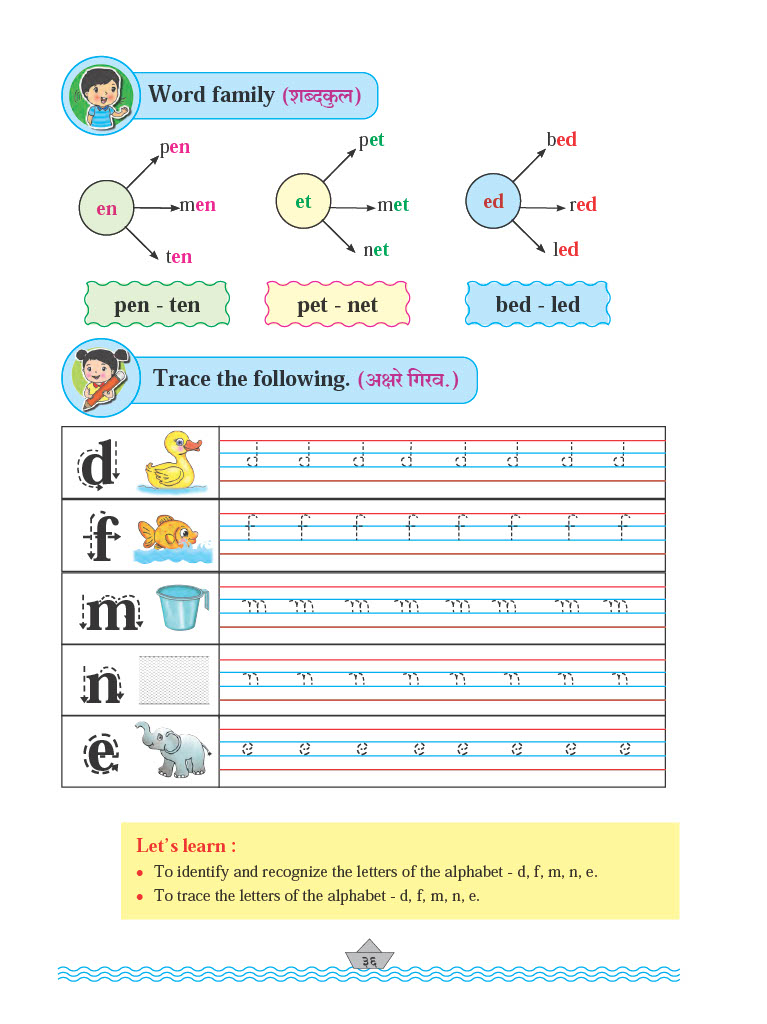 Word family (शब्दकुल)
pen
men
ten
en
pet
met
net
et
bed
red
led
ed
pen - ten
pet - net
bed - led
Trace the following. (अक्षरे गिरव.)
d d d d d d d d d
f f f f f f f f f
m m m m m m m m m
n n n n n n n n n
e e e e e e e e e
Let's learn :
• To identify and recognize the letters of the alphabet - d, f, m, n, e.
• To trace the letters of the alphabet - d, f, m, n, e.
३६